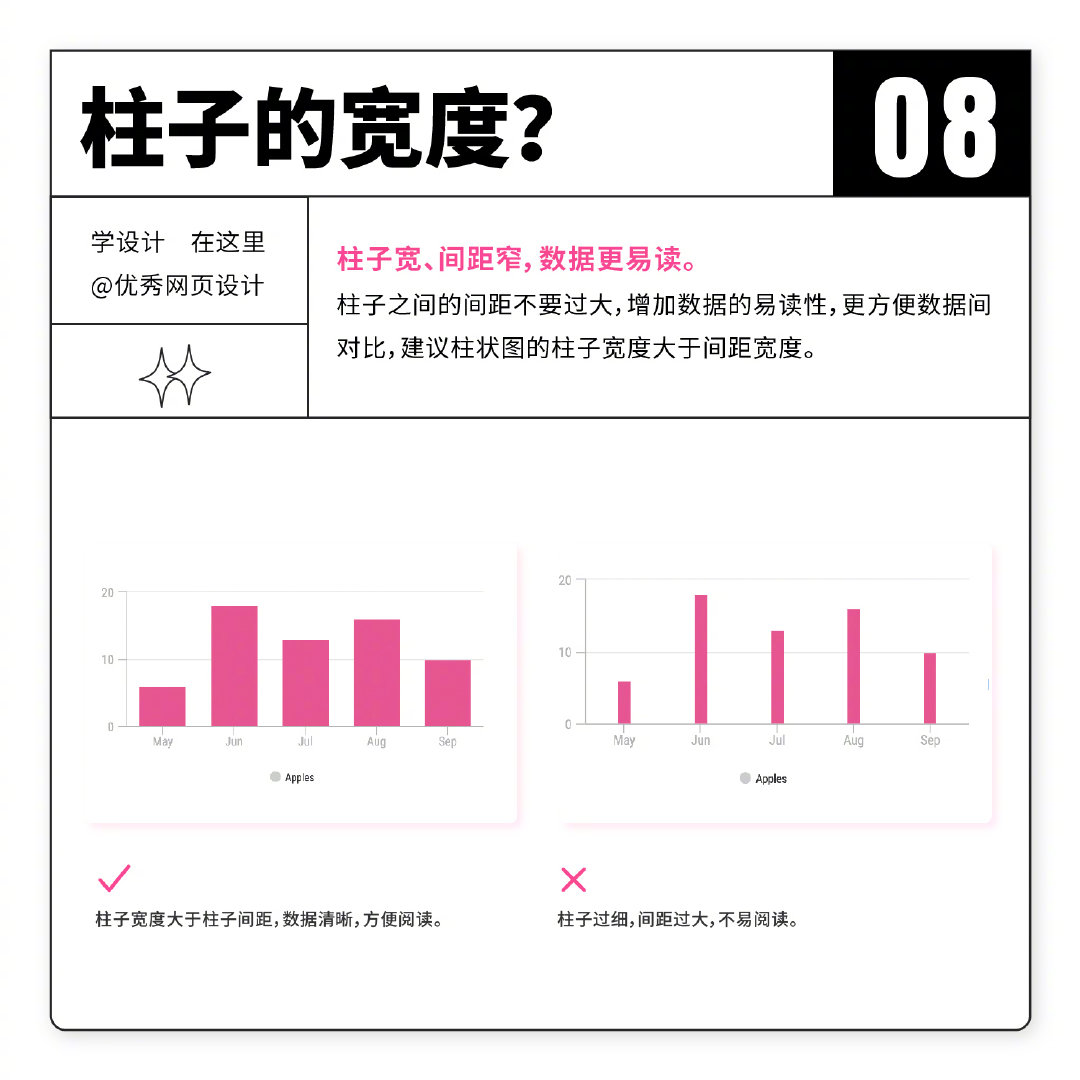 柱子的宽度？
08
学设计 在这里
@优秀网页设计
柱子宽、间距窄，数据更易读。
柱子之间的间距不要过大，增加数据的易读性，更方便数据间
对比，建议柱状图的柱子宽度大于间距宽度。
20
10
0
May Jun Jul Aug Sep
Apples
20
10
0
May Jun Jul Aug Sep
Apples
柱子宽度大于柱子间距，数据清晰，方便阅读。
柱子过细，间距过大，不易阅读。